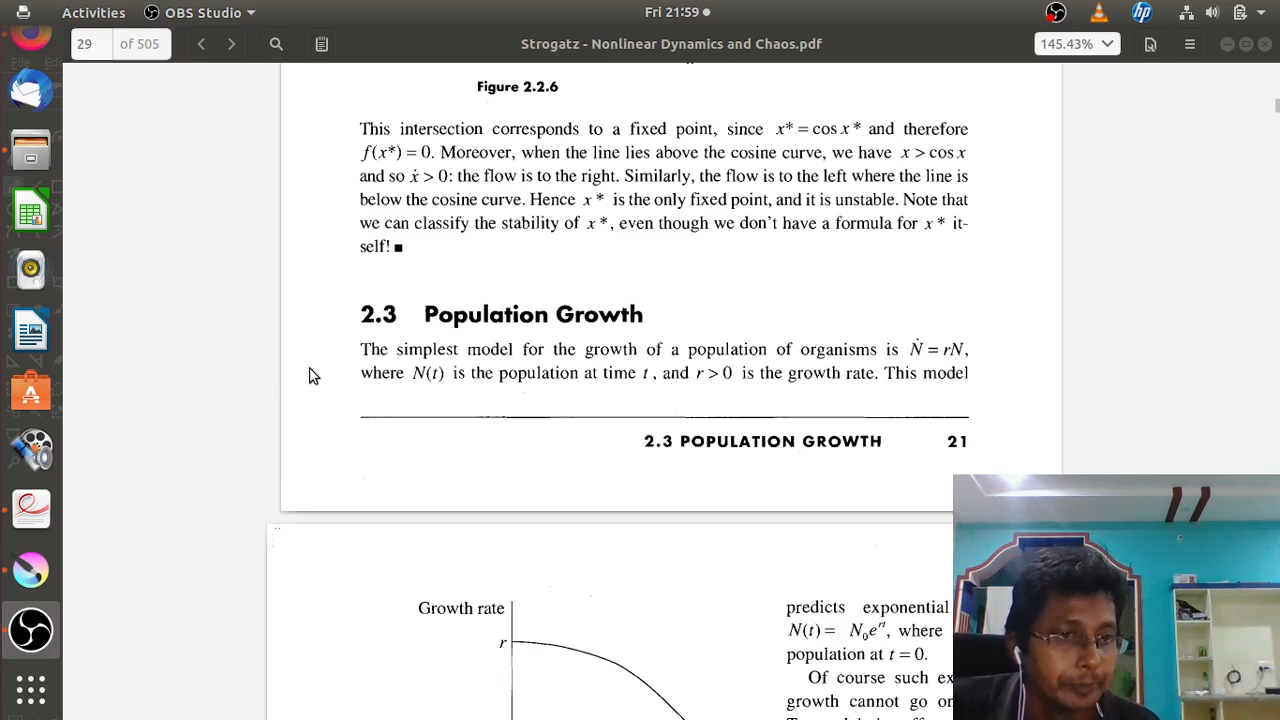 Activities OBS Studio Fri 21:59
29 of 505 Strogatz - Nonlinear Dynamics and Chaos.pdf 145.43%
Figure 2.2.6
This intersection corresponds to a fixed point, since x* = cos x* and therefore
f(x*) = 0. Moreover, when the line lies above the cosine curve, we have x > cos x
and so ẋ > 0: the flow is to the right. Similarly, the flow is to the left where the line is
below the cosine curve. Hence x* is the only fixed point, and it is unstable. Note that
we can classify the stability of x*, even though we don't have a formula for x* it-
self! ■
2.3 Population Growth
The simplest model for the growth of a population of organisms is Ṅ = rN,
where N(t) is the population at time t, and r > 0 is the growth rate. This model
2.3 POPULATION GROWTH 21
Growth rate
r
predicts exponential
N(t) = N₀eʳᵗ, where
population at t = 0.
Of course such ex
growth cannot go on